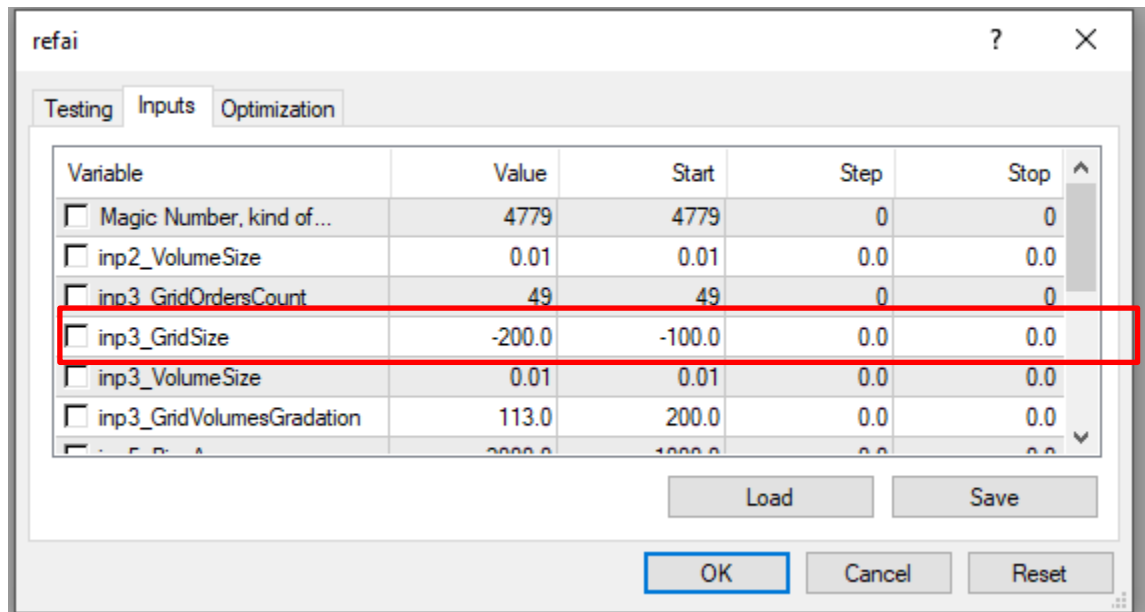 refai ? ×
Testing Inputs Optimization
Variable Value Start Step Stop
Magic Number, kind of... 4779 4779 0 0
inp2_VolumeSize 0.01 0.01 0.0 0.0
inp3_GridOrdersCount 49 49 0 0
inp3_GridSize -200.0 -100.0 0.0 0.0
inp3_VolumeSize 0.01 0.01 0.0 0.0
inp3_GridVolumesGradation 113.0 200.0 0.0 0.0
Load Save
OK Cancel Reset